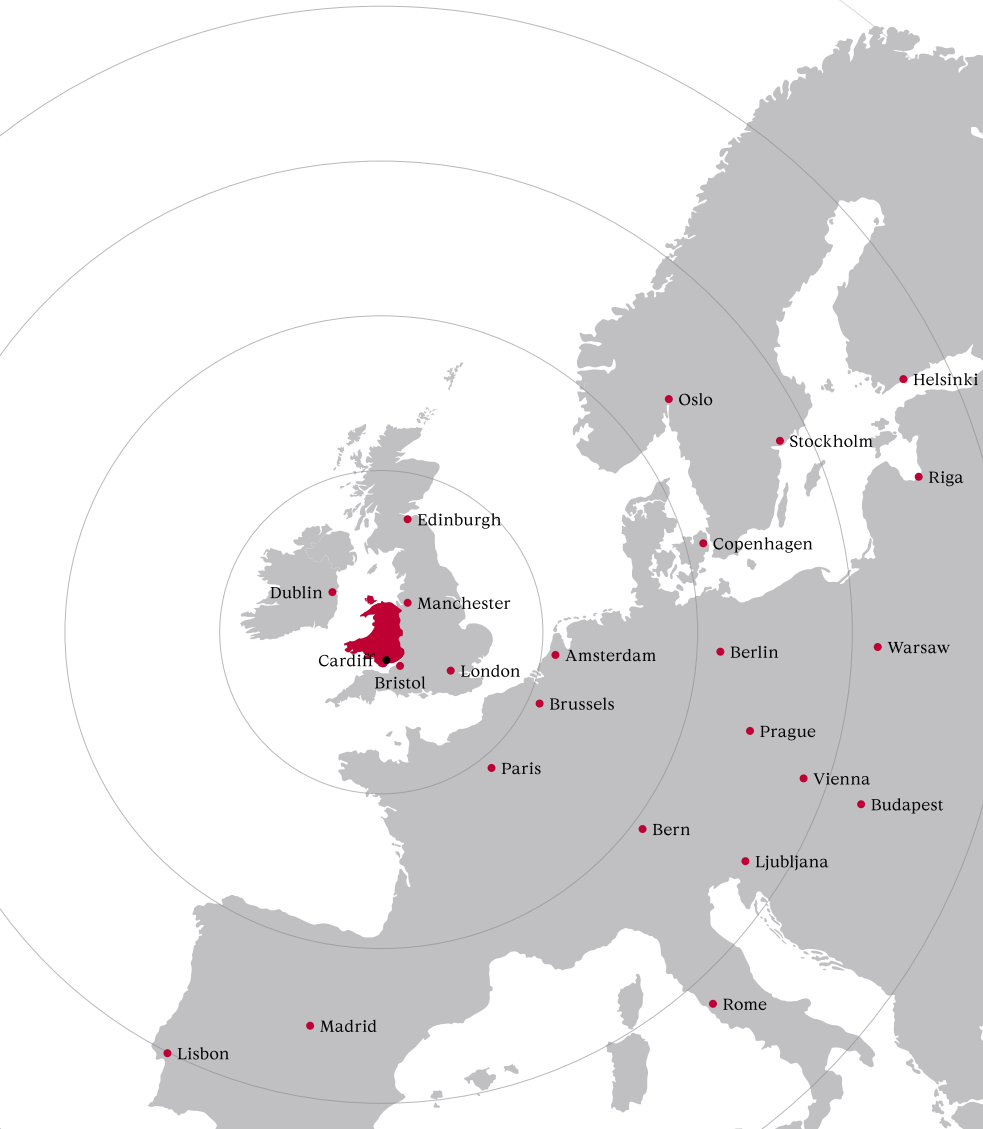 Helsinki
Oslo
Stockholm
Riga
Edinburgh
Copenhagen
Dublin
Manchester
Warsaw
Berlin
Amsterdam
Cardiff
London
Bristol
Brussels
Prague
Paris
Vienna
Budapest
Bern
Ljubljana
Rome
Madrid
Lisbon